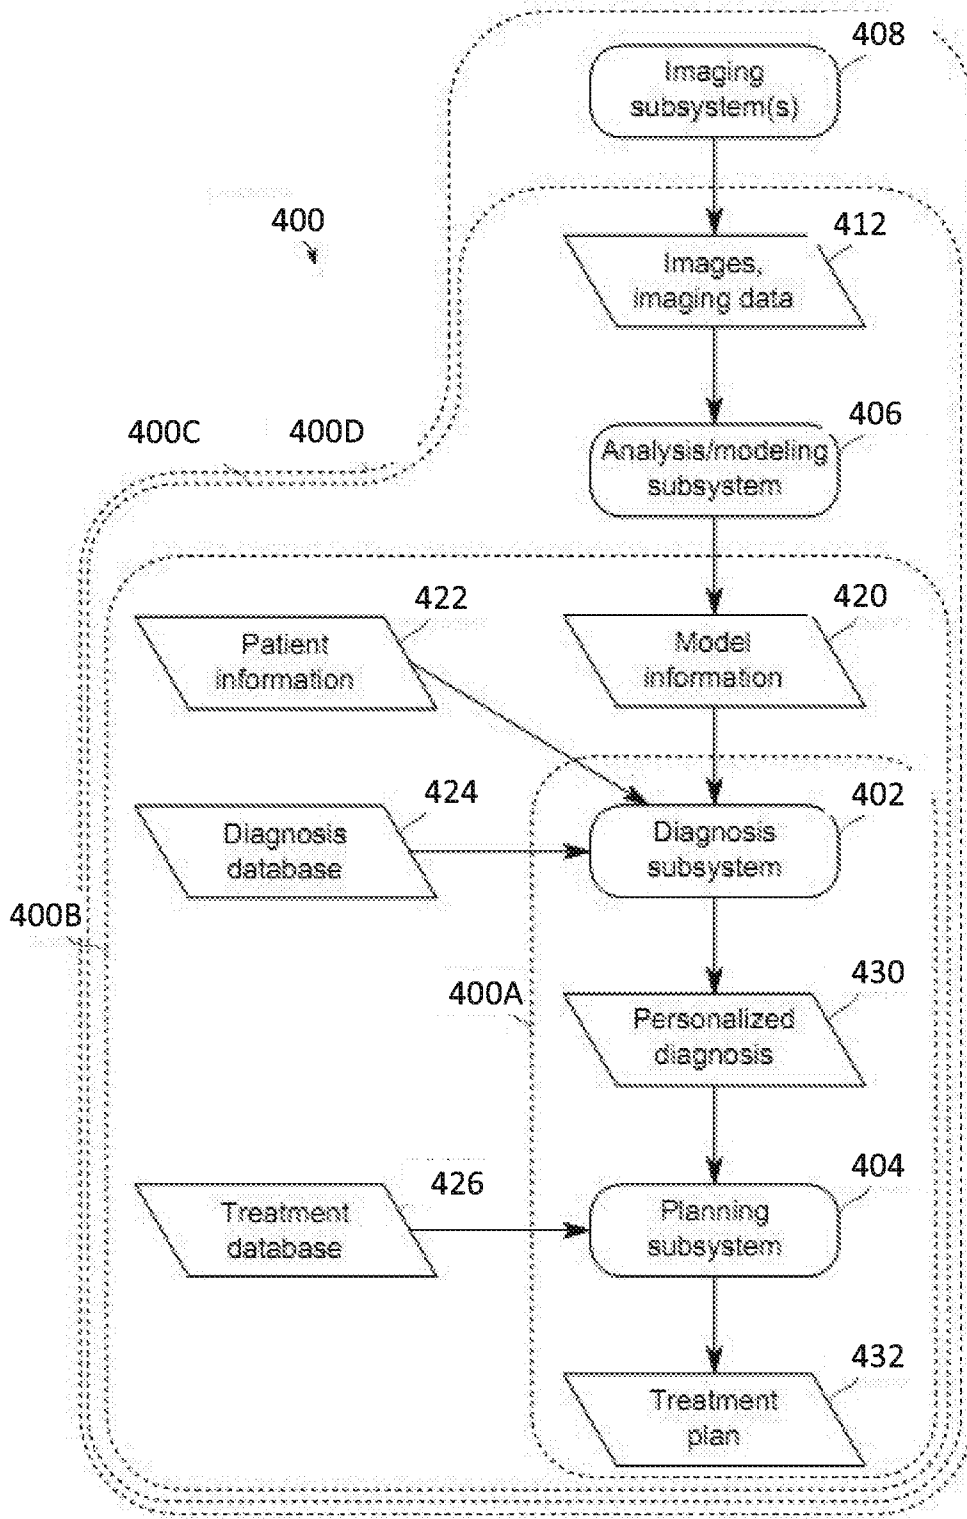 408
Imaging
subsystem(s)
400
412
Images,
imaging data
400C
400D
406
Analysis/modeling
subsystem
422
Patient
information
420
Model
information
424
Diagnosis
database
402
Diagnosis
subsystem
400B
400A
430
Personalized
diagnosis
426
Treatment
database
404
Planning
subsystem
432
Treatment
plan